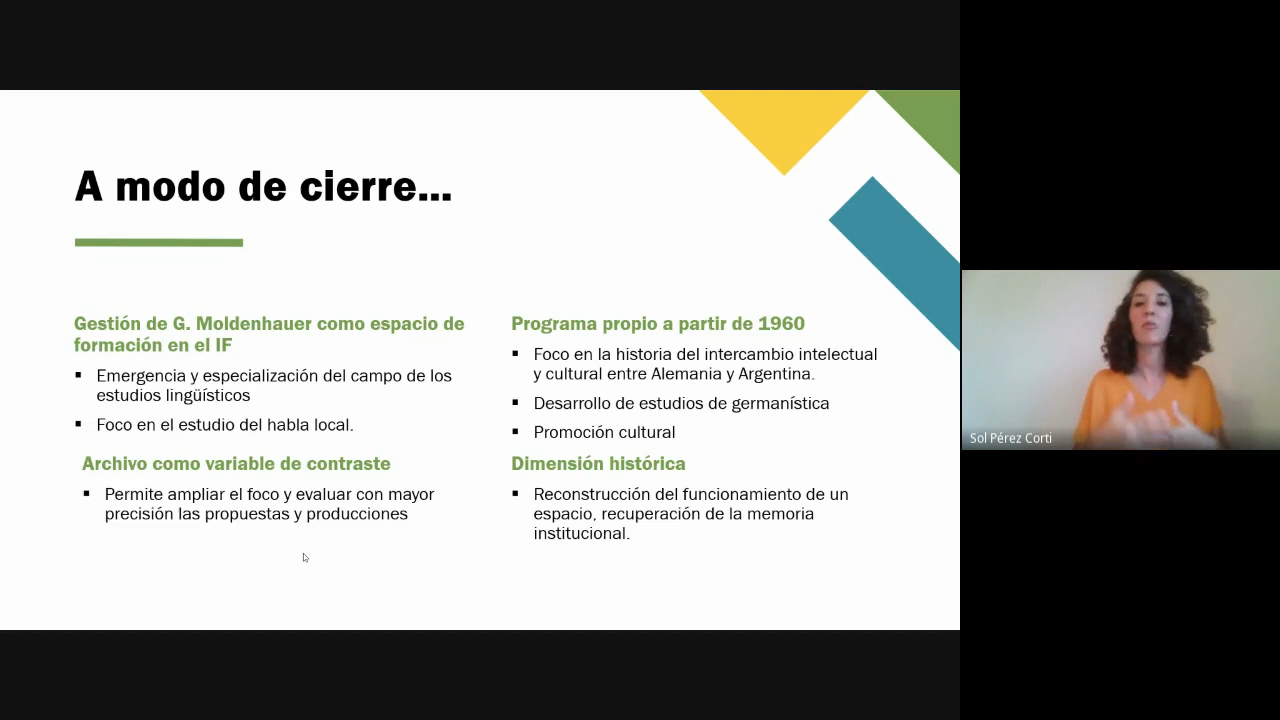 A modo de cierre...
Gestión de G. Moldenhauer como espacio de
formación en el IF
▪ Emergencia y especialización del campo de los
estudios lingüísticos
▪ Foco en el estudio del habla local.
Archivo como variable de contraste
▪ Permite ampliar el foco y evaluar con mayor
precisión las propuestas y producciones
Programa propio a partir de 1960
▪ Foco en la historia del intercambio intelectual
y cultural entre Alemania y Argentina.
▪ Desarrollo de estudios de germanística
▪ Promoción cultural
Dimensión histórica
▪ Reconstrucción del funcionamiento de un
espacio, recuperación de la memoria
institucional.
Sol Pérez Corti